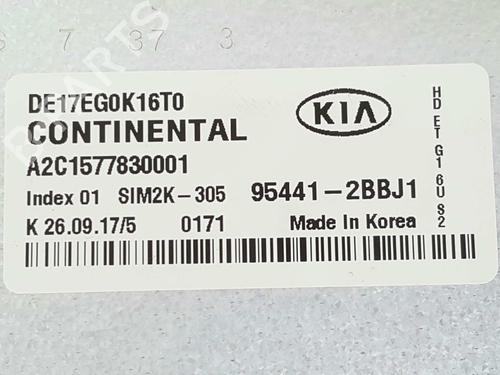 6 7 37 3
DE17EG0K16T0
KIA
CONTINENTAL
A2C1577830001
Index 01 SIM2K-305 95441-2BBJ1
K 26.09.17/5 0171 Made In Korea
HD ET G1 6U S2